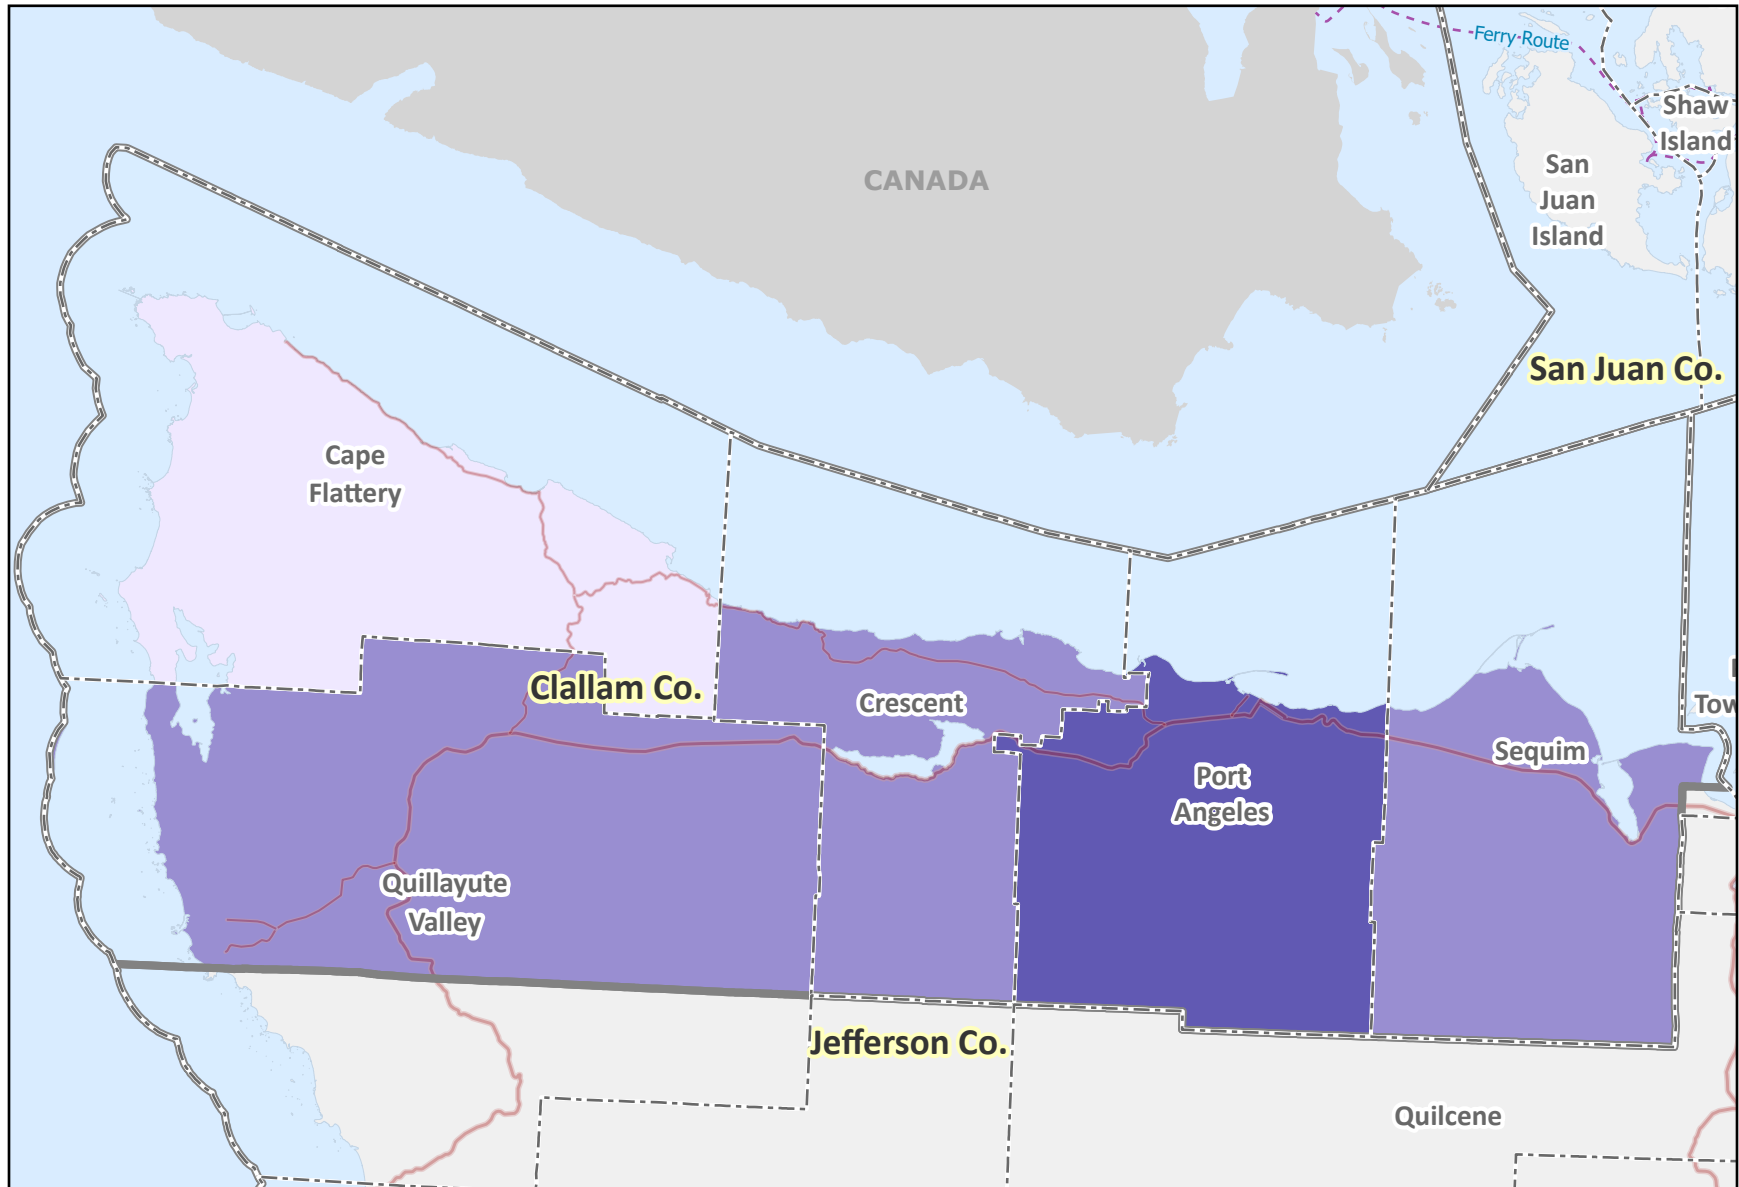 Ferry Route
Shaw
Island
San
Juan
Island
CANADA
San Juan Co.
Cape
Flattery
Clallam Co.
Crescent
Sequim
Port
Angeles
Quillayute
Valley
Jefferson Co.
Quilcene